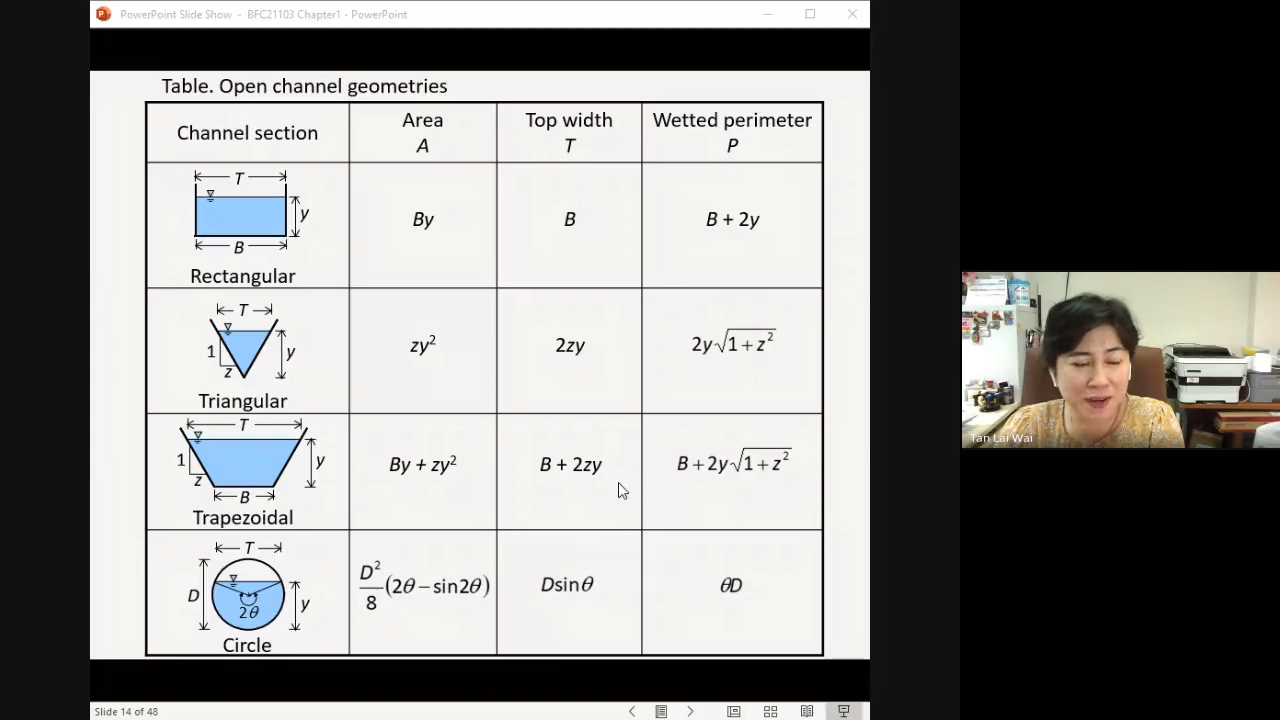 PowerPoint Slide Show - BFC21103 Chapter1 - PowerPoint
Table. Open channel geometries
Channel section
Area
A
Top width
T
Wetted perimeter
P
T
y
B
Rectangular
By
B
B + 2y
T
1
z
y
Triangular
zy²
2zy
2y√(1+z²)
T
1
z
y
B
Trapezoidal
By + zy²
B + 2zy
B+2y√(1+z²)
T
D
2θ
y
Circle
D²/8 (2θ – sin2θ)
Dsinθ
θD
Tan Lai Wai
Slide 14 of 48